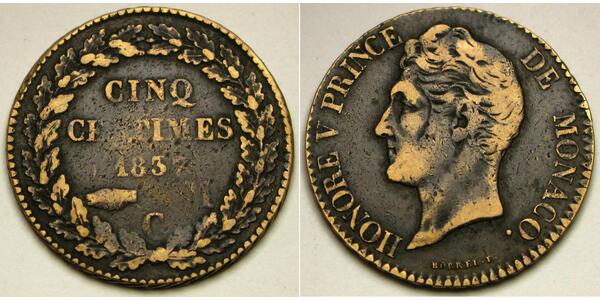 CINQ
CENTIMES
1837
C
HONORE V PRINCE DE MONACO.
BORREL F.